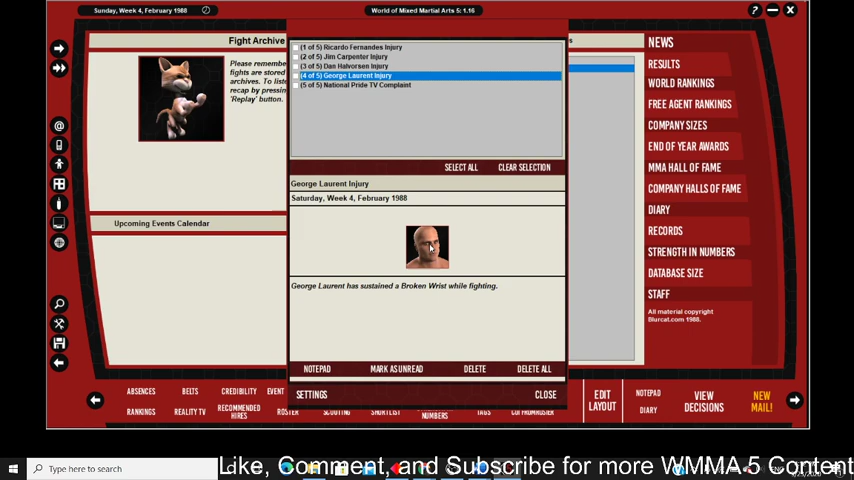 Sunday, Week 4, February 1988
World of Mixed Martial Arts 5: 1.16
Fight Archive
Please remember
fights are stored
archives. To liste
recap by pressin
'Replay' button.
Upcoming Events Calendar
(1 of 5) Ricardo Fernandes Injury
(2 of 5) Jim Carpenter Injury
(3 of 5) Dan Halvorsen Injury
(4 of 5) George Laurent Injury
(5 of 5) National Pride TV Complaint
SELECT ALL
CLEAR SELECTION
George Laurent Injury
Saturday, Week 4, February 1988
George Laurent has sustained a Broken Wrist while fighting.
NOTEPAD
MARK AS UNREAD
DELETE
DELETE ALL
SETTINGS
CLOSE
NEWS
RESULTS
WORLD RANKINGS
FREE AGENT RANKINGS
COMPANY SIZES
END OF YEAR AWARDS
MMA HALL OF FAME
COMPANY HALLS OF FAME
DIARY
RECORDS
STRENGTH IN NUMBERS
DATABASE SIZE
STAFF
All material copyright
Blurcat.com 1988.
ABSENCES
BELTS
CREDIBILITY
EVENT
RANKINGS
REALITY TV
RECOMMENDED
HIRES
ROSTER
SCOUTING
SHORTLIST
NUMBERS
TAGS
EDIT
LAYOUT
NOTEPAD
DIARY
VIEW
DECISIONS
NEW
MAIL!
Type here to search
Like, Comment, and Subscribe for more WMMA 5 Content